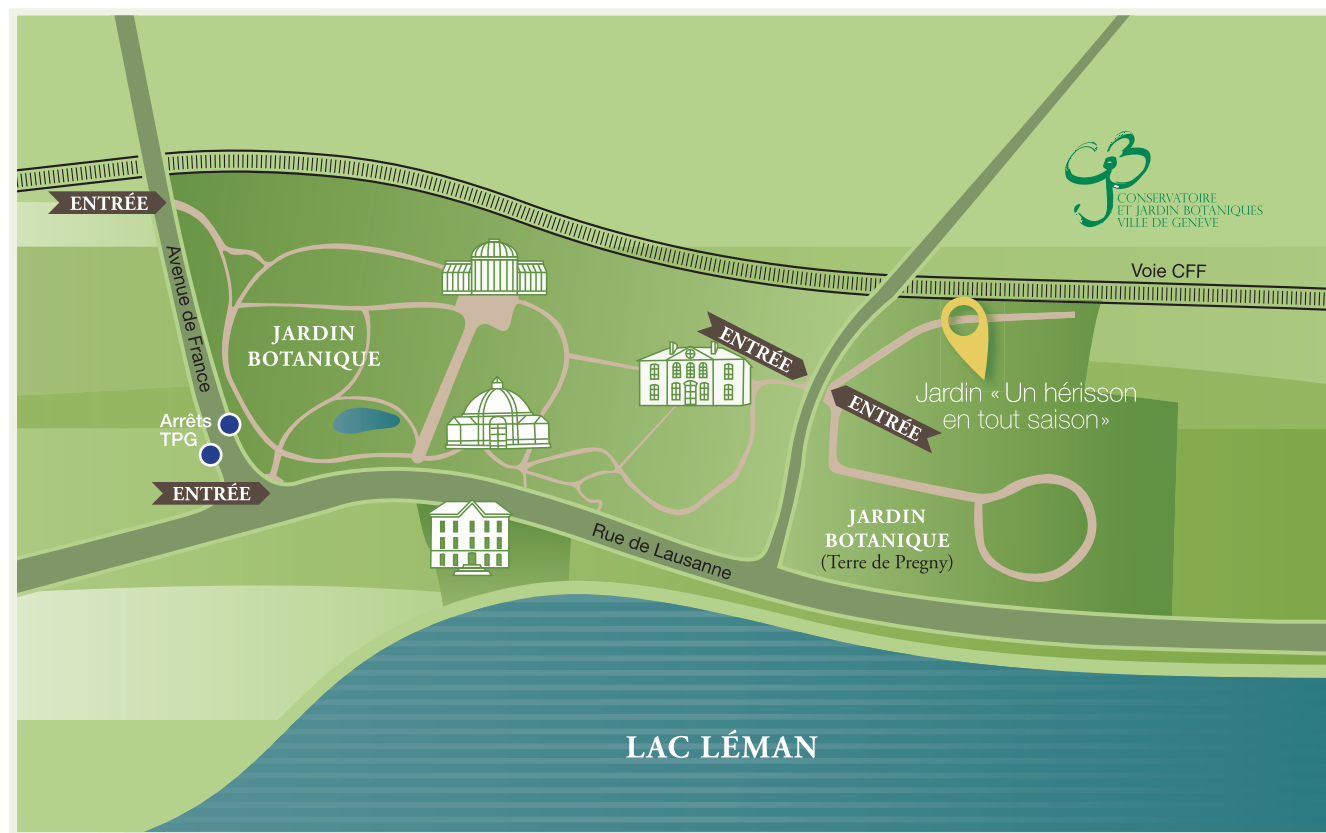 CONSERVATOIRE
ET JARDIN BOTANIQUES
VILLE DE GENÈVE
ENTRÉE
Voie CFF
Avenue de France
JARDIN
BOTANIQUE
ENTRÉE
Jardin « Un hérisson
en tout saison»
ENTRÉE
Arrêts
TPG
ENTRÉE
Rue de Lausanne
JARDIN
BOTANIQUE
(Terre de Pregny)
LAC LÉMAN